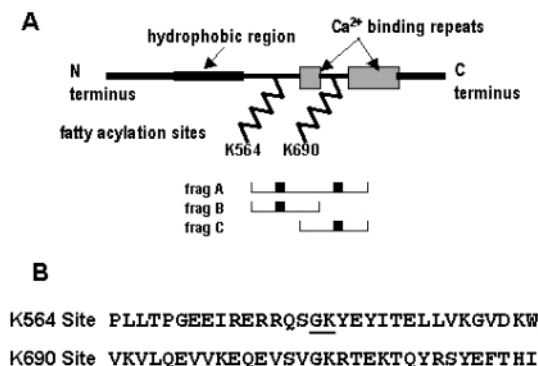 A
hydrophobic region
Ca2+ binding repeats
N
terminus
C
terminus
fatty acylation sites
K564
K690
frag A
frag B
frag C
B
K564 Site PLLTPGEEIRERRQSGKYEYITELLVKGVDKW
K690 Site VKVLQEVVKEQEVSVGKRTEKTQYRSYEFTHI